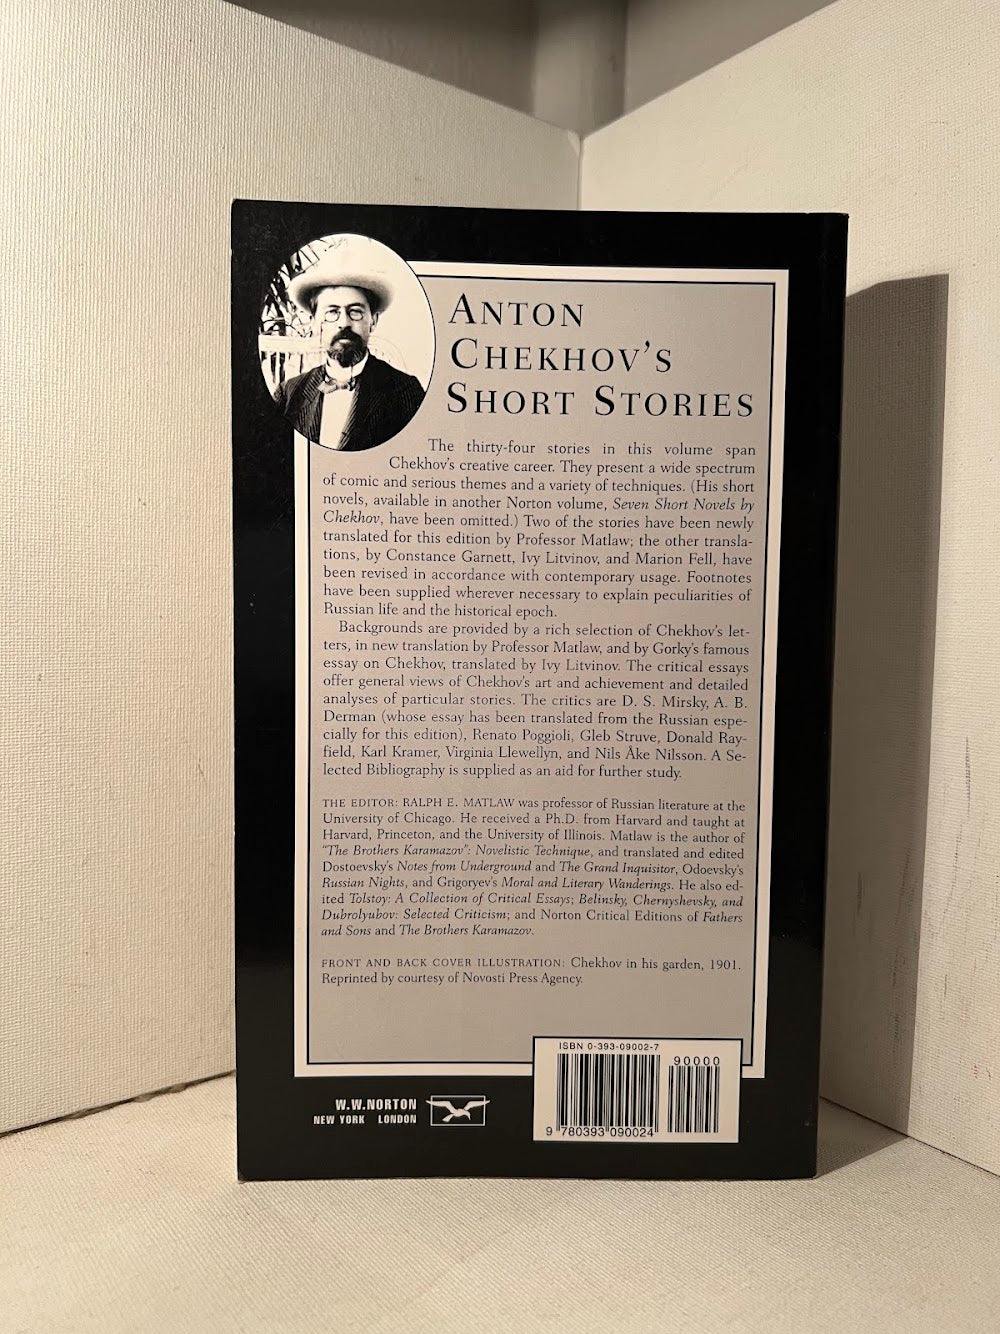 ANTON
CHEKHOV'S
SHORT STORIES
The thirty-four stories in this volume span
Chekhov's creative career. They present a wide spectrum
of comic and serious themes and a variety of techniques. (His short
novels, available in another Norton volume, Seven Short Novels by
Chekhov, have been omitted.) Two of the stories have been newly
translated for this edition by Professor Matlaw; the other transla-
tions, by Constance Garnett, Ivy Litvinov, and Marion Fell, have
been revised in accordance with contemporary usage. Footnotes
have been supplied wherever necessary to explain peculiarities of
Russian life and the historical epoch.
Backgrounds are provided by a rich selection of Chekhov's let-
ters, in new translation by Professor Matlaw, and by Gorky's famous
essay on Chekhov, translated by Ivy Litvinov. The critical essays
offer general views of Chekhov's art and achievement and detailed
analyses of particular stories. The critics are D. S. Mirsky, A. B.
Derman (whose essay has been translated from the Russian espe-
cially for this edition), Renato Poggioli, Gleb Struve, Donald Ray-
field, Karl Kramer, Virginia Llewellyn, and Nils Åke Nilsson. A Se-
lected Bibliography is supplied as an aid for further study.
THE EDITOR: RALPH E. MATLAW was professor of Russian literature at the
University of Chicago. He received a Ph.D. from Harvard and taught at
Harvard, Princeton, and the University of Illinois. Matlaw is the author of
"The Brothers Karamazov": Novelistic Technique, and translated and edited
Dostoevsky's Notes from Underground and The Grand Inquisitor, Odoevsky's
Russian Nights, and Grigoryev's Moral and Literary Wanderings. He also ed-
ited Tolstoy: A Collection of Critical Essays; Belinsky, Chernyshevsky, and
Dubrolyubov: Selected Criticism; and Norton Critical Editions of Fathers
and Sons and The Brothers Karamazov.
FRONT AND BACK COVER ILLUSTRATION: Chekhov in his garden, 1901.
Reprinted by courtesy of Novosti Press Agency.
ISBN 0-393-09002-7
90000
9 780393 090024
W.W.NORTON
NEW YORK LONDON